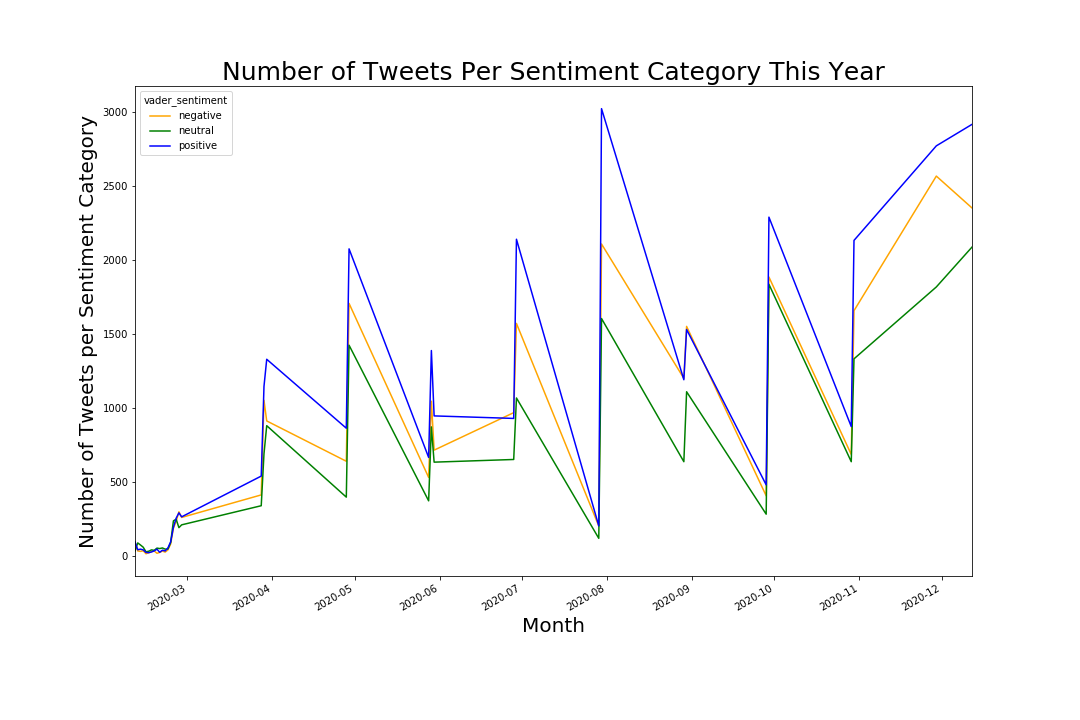 Number of Tweets Per Sentiment Category This Year
vader_sentiment
negative
neutral
positive
Number of Tweets per Sentiment Category
3000
2500
2000
1500
1000
500
0
2020-03
2020-04
2020-05
2020-06
2020-07
2020-08
2020-09
2020-10
2020-11
2020-12
Month